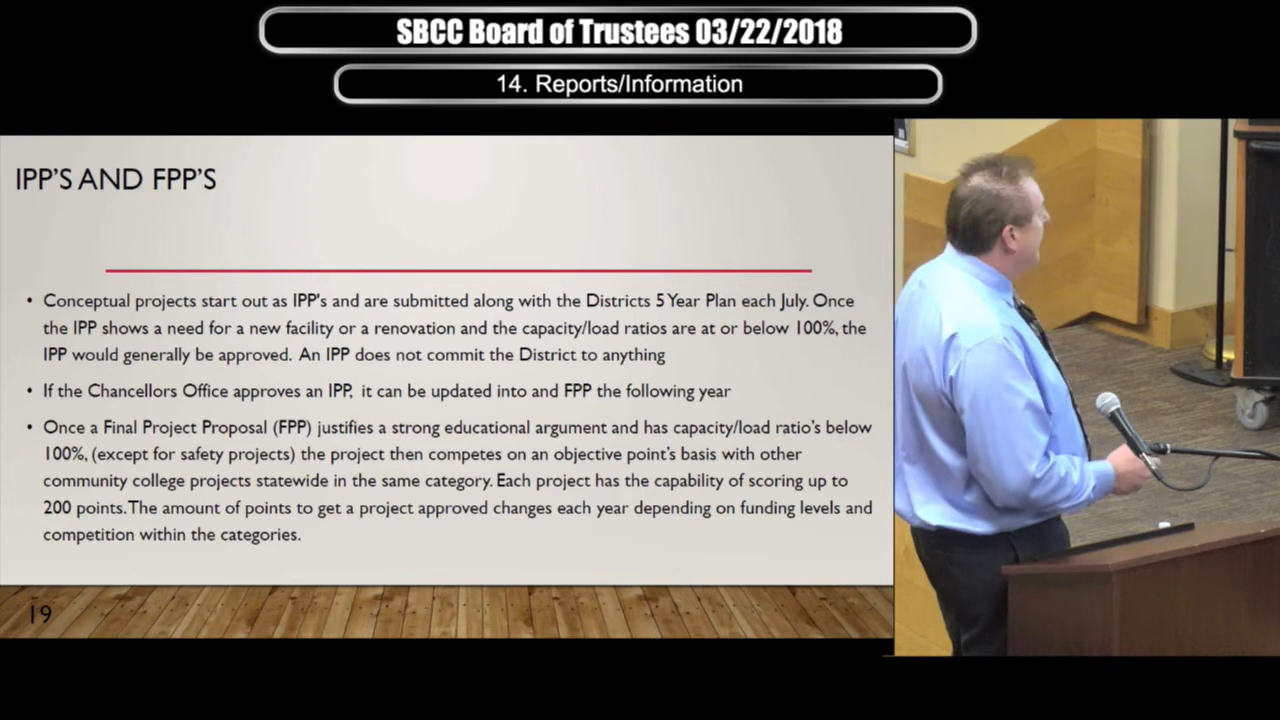 SBCC Board of Trustees 03/22/2018
14. Reports/Information
IPP'S AND FPP'S
• Conceptual projects start out as IPP's and are submitted along with the Districts 5 Year Plan each July. Once
the IPP shows a need for a new facility or a renovation and the capacity/load ratios are at or below 100%, the
IPP would generally be approved. An IPP does not commit the District to anything
• If the Chancellors Office approves an IPP, it can be updated into and FPP the following year
• Once a Final Project Proposal (FPP) justifies a strong educational argument and has capacity/load ratio's below
100%, (except for safety projects) the project then competes on an objective point's basis with other
community college projects statewide in the same category. Each project has the capability of scoring up to
200 points. The amount of points to get a project approved changes each year depending on funding levels and
competition within the categories.
19